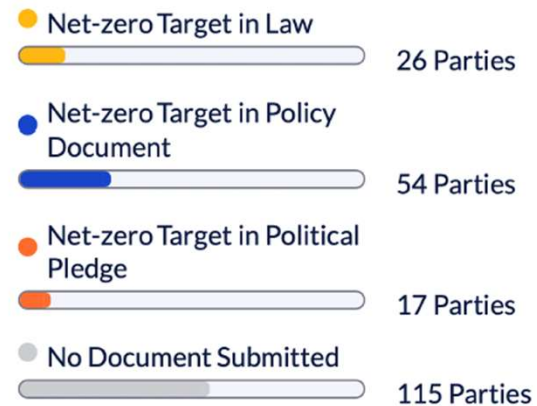 Net-zero Target in Law
26 Parties
Net-zero Target in Policy
Document
54 Parties
Net-zero Target in Political
Pledge
17 Parties
No Document Submitted
115 Parties